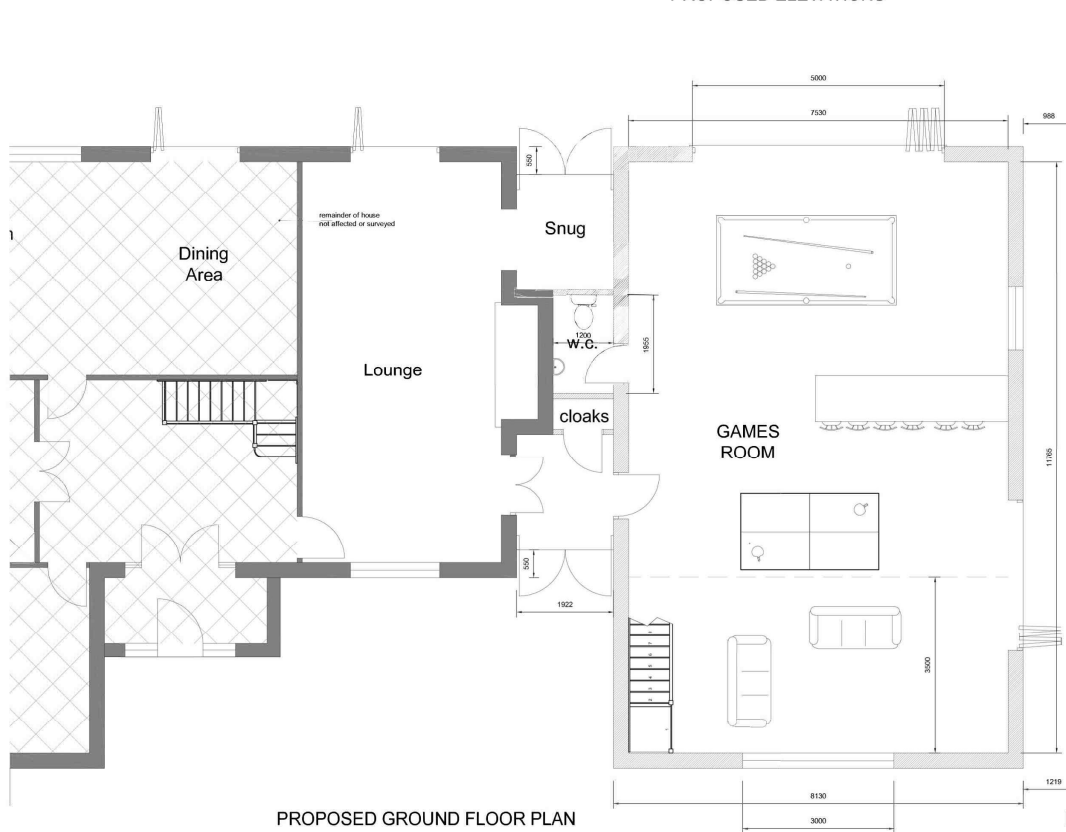 5000
7530
988
550
remainder of house
not affected or surveyed
Snug
Dining
Area
1200
W.C.
1955
Lounge
cloaks
GAMES
ROOM
11765
550
1922
3500
1219
8130
PROPOSED GROUND FLOOR PLAN
3000